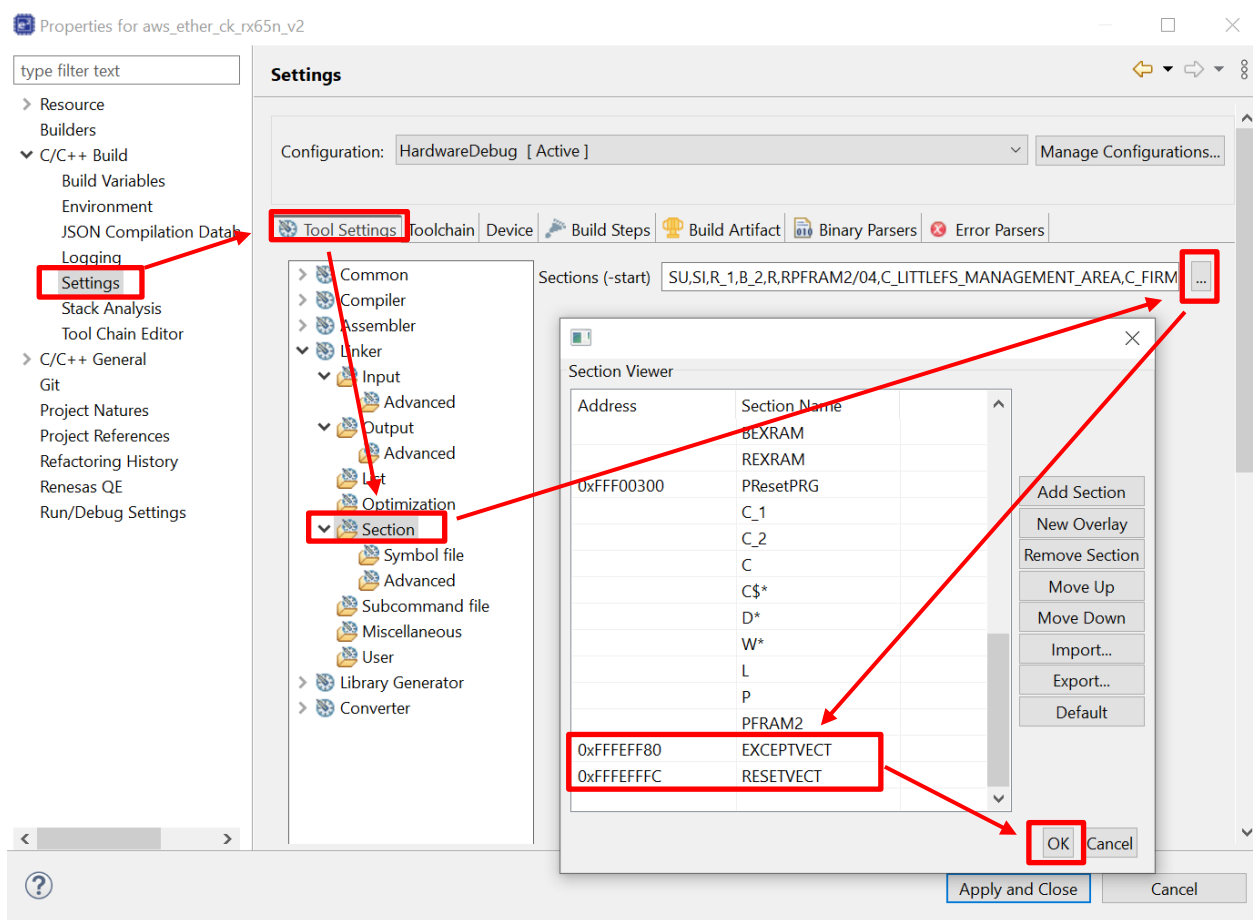 Properties for aws_ether_ck_rx65n_v2
type filter text
Resource
Builders
C/C++ Build
Build Variables
Environment
JSON Compilation Datab
Logging
Settings
Stack Analysis
Tool Chain Editor
C/C++ General
Git
Project Natures
Project References
Refactoring History
Renesas QE
Run/Debug Settings
Settings
Configuration: HardwareDebug [ Active ] Manage Configurations...
Tool Settings Toolchain Device Build Steps Build Artifact Binary Parsers Error Parsers
Common
Compiler
Assembler
Linker
Input
Advanced
Output
Advanced
List
Optimization
Section
Symbol file
Advanced
Subcommand file
Miscellaneous
User
Library Generator
Converter
Sections (-start) SU,SI,R_1,B_2,R,RPFRAM2/04,C_LITTLEFS_MANAGEMENT_AREA,C_FIRM ...
Section Viewer
Address Section Name
BEXRAM
REXRAM
0xFFF00300 PResetPRG
C_1
C_2
C
C$*
D*
W*
L
P
PFRAM2
0xFFFEFF80 EXCEPTVECT
0xFFFEFFFC RESETVECT
Add Section
New Overlay
Remove Section
Move Up
Move Down
Import...
Export...
Default
OK Cancel
Apply and Close Cancel